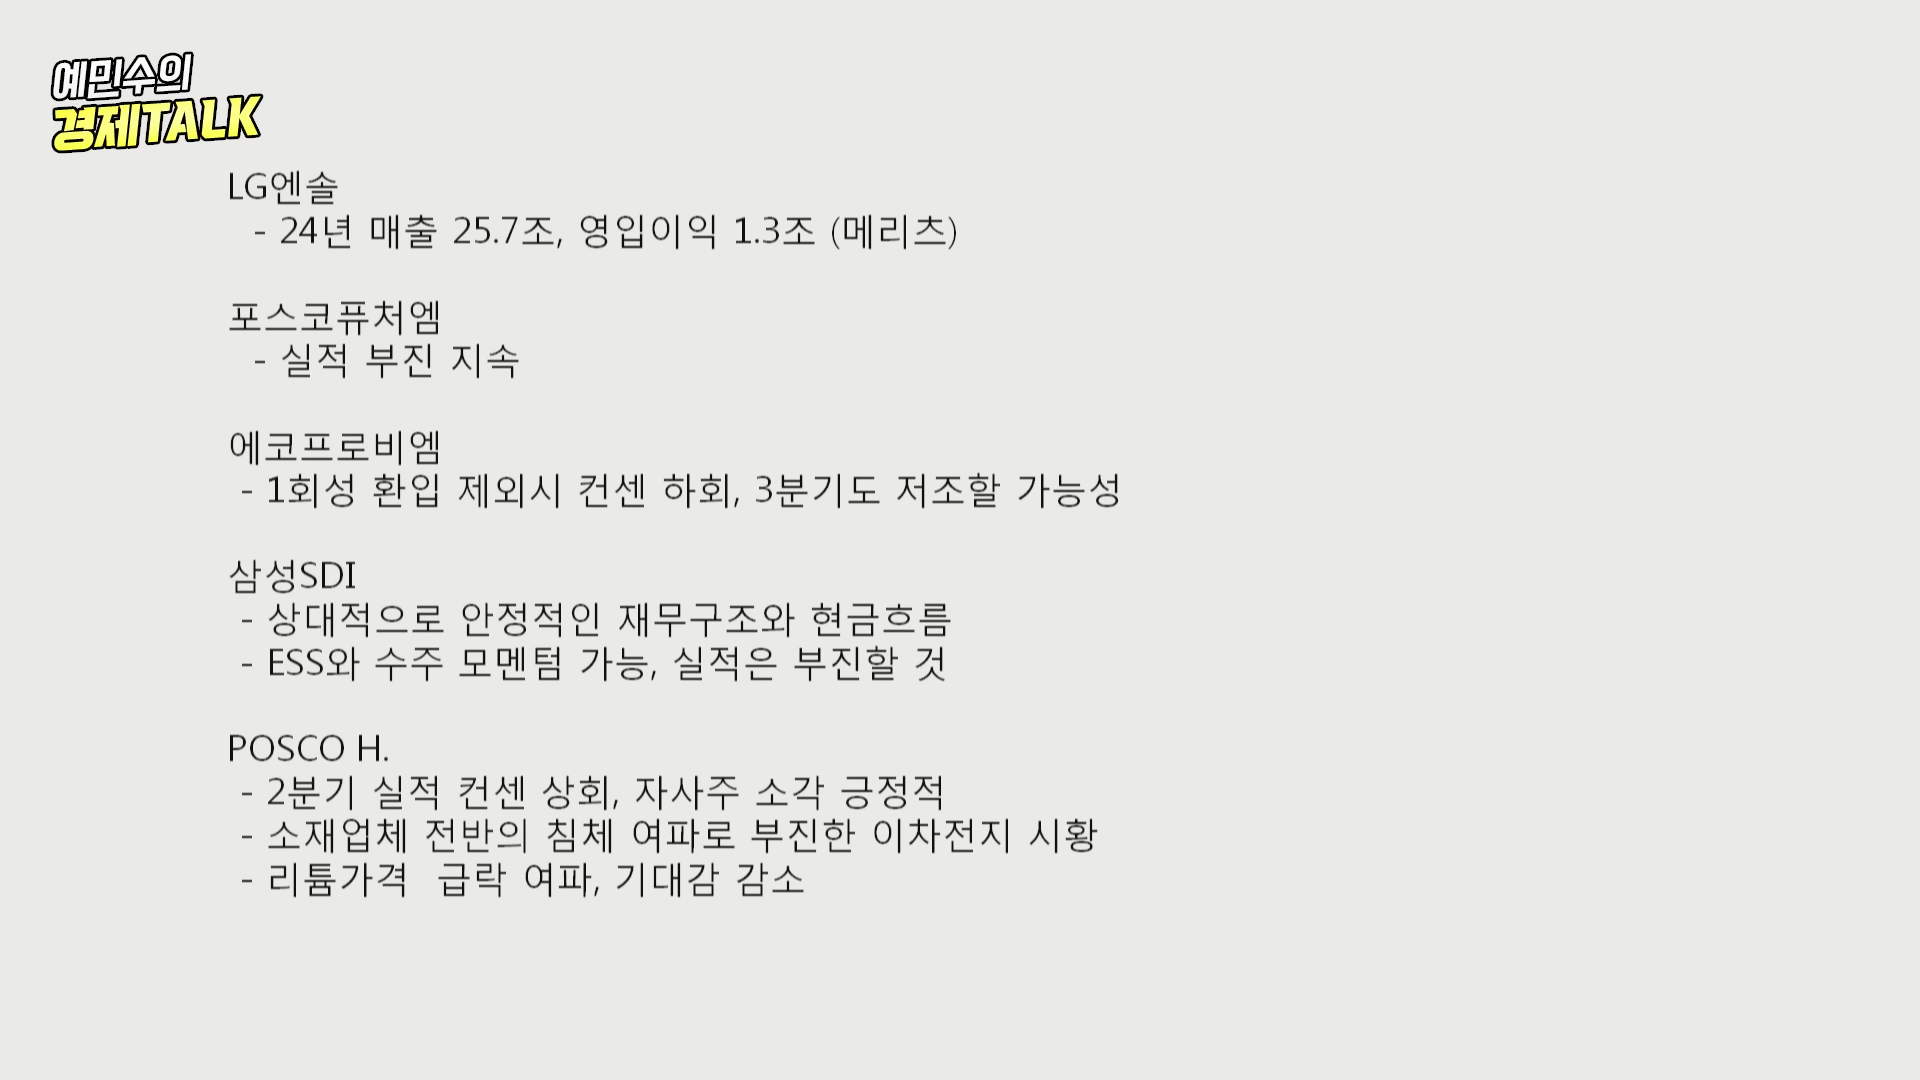 예민수의
경제TALK
LG엔솔
- 24년 매출 25.7조, 영입이익 1.3조 (메리츠)
포스코퓨처엠
- 실적 부진 지속
에코프로비엠
- 1회성 환입 제외시 컨센 하회, 3분기도 저조할 가능성
삼성SDI
- 상대적으로 안정적인 재무구조와 현금흐름
- ESS와 수주 모멘텀 가능, 실적은 부진할 것
POSCO H.
- 2분기 실적 컨센 상회, 자사주 소각 긍정적
- 소재업체 전반의 침체 여파로 부진한 이차전지 시황
- 리튬가격  급락 여파, 기대감 감소